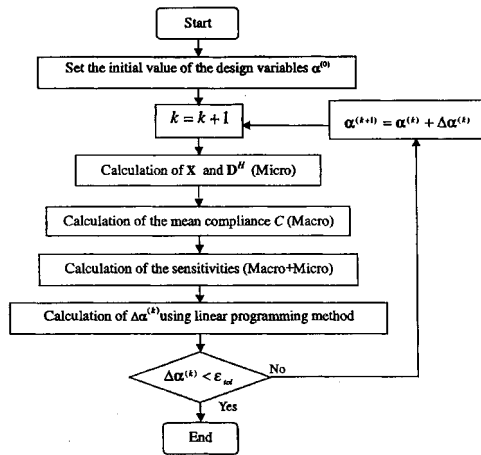 Start
Set the initial value of the design variables α⁽⁰⁾
k = k + 1
α⁽ᵏ⁺¹⁾ = α⁽ᵏ⁾ + Δα⁽ᵏ⁾
Calculation of X and Dᴴ (Micro)
Calculation of the mean compliance C (Macro)
Calculation of the sensitivities (Macro+Micro)
Calculation of Δα⁽ᵏ⁾ using linear programming method
Δα⁽ᵏ⁾ < ε_tol
No
Yes
End